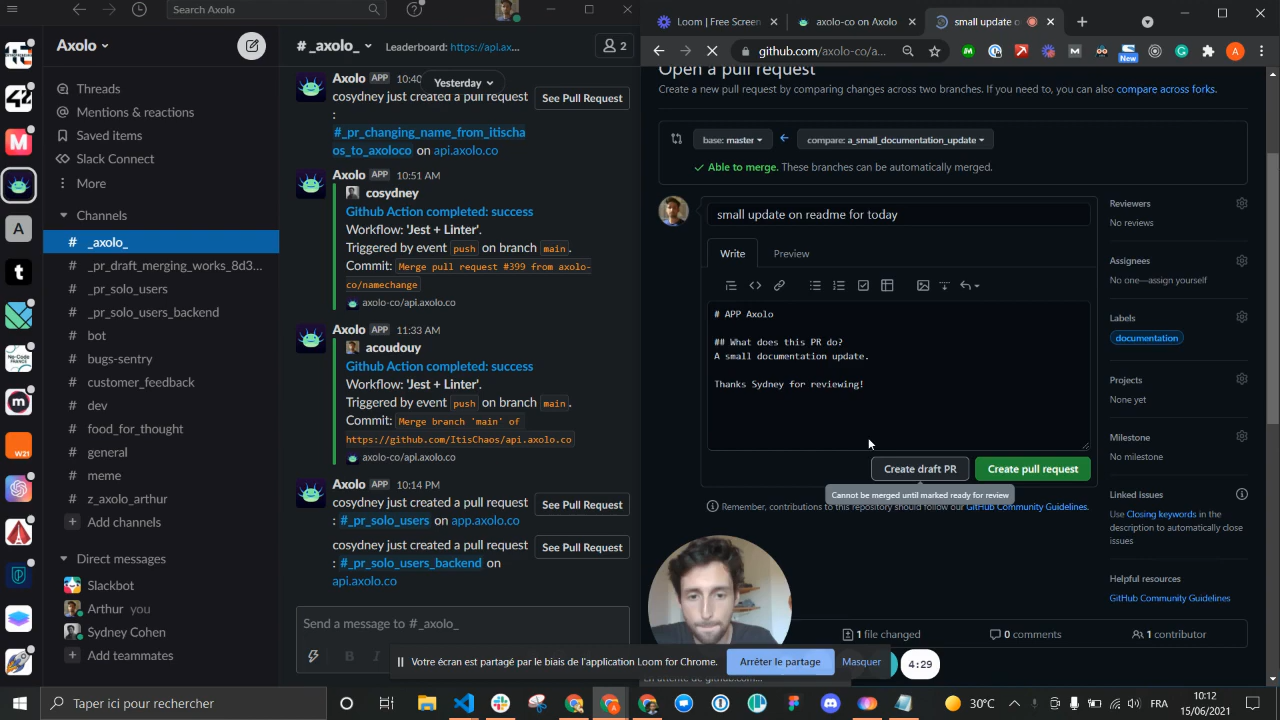 Search Axolo
Axolo
Threads
Mentions & reactions
Saved items
Slack Connect
More
Channels
# _axolo_
# _pr_draft_merging_works_8d3...
# _pr_solo_users
# _pr_solo_users_backend
# bot
# bugs-sentry
# customer_feedback
# dev
# food_for_thought
# general
# meme
# z_axolo_arthur
Add channels
Direct messages
Slackbot
Arthur you
Sydney Cohen
Add teammates
# _axolo_
Leaderboard: https://api.ax...
2
Yesterday
Axolo APP 10:40
cosydney just created a pull request
:
#_pr_changing_name_from_itischa
os_to_axoloco on api.axolo.co
See Pull Request
Axolo APP 10:51 AM
cosydney
Github Action completed: success
Workflow: 'Jest + Linter'.
Triggered by event push on branch main.
Commit: Merge pull request #399 from axolo-
co/namechange
axolo-co/api.axolo.co
Axolo APP 11:33 AM
acoudouy
Github Action completed: success
Workflow: 'Jest + Linter'.
Triggered by event push on branch main.
Commit: Merge branch 'main' of
https://github.com/ItisChaos/api.axolo.co
axolo-co/api.axolo.co
Axolo APP 10:14 PM
cosydney just created a pull request
: #_pr_solo_users on app.axolo.co
See Pull Request
cosydney just created a pull request
: #_pr_solo_users_backend on
api.axolo.co
See Pull Request
Send a message to #_axolo_
Loom | Free Screen
axolo-co on Axolo
small update o
github.com/axolo-co/a
New
A
Open a pull request
Create a new pull request by comparing changes across two branches. If you need to, you can also compare across forks.
base: master
compare: a_small_documentation_update
Able to merge. These branches can be automatically merged.
small update on readme for today
Write
Preview
# APP Axolo
## What does this PR do?
A small documentation update.
Thanks Sydney for reviewing!
Create draft PR
Create pull request
Cannot be merged until marked ready for review
Remember, contributions to this repository should follow our GitHub Community Guidelines.
Reviewers
No reviews
Assignees
No one—assign yourself
Labels
documentation
Projects
None yet
Milestone
No milestone
Linked issues
Use Closing keywords in the
description to automatically close
issues
Helpful resources
GitHub Community Guidelines
1 file changed
0 comments
1 contributor
Votre écran est partagé par le biais de l'application Loom for Chrome.
Arrêter le partage
Masquer
4:29
Taper ici pour rechercher
30°C
FRA
10:12
15/06/2021